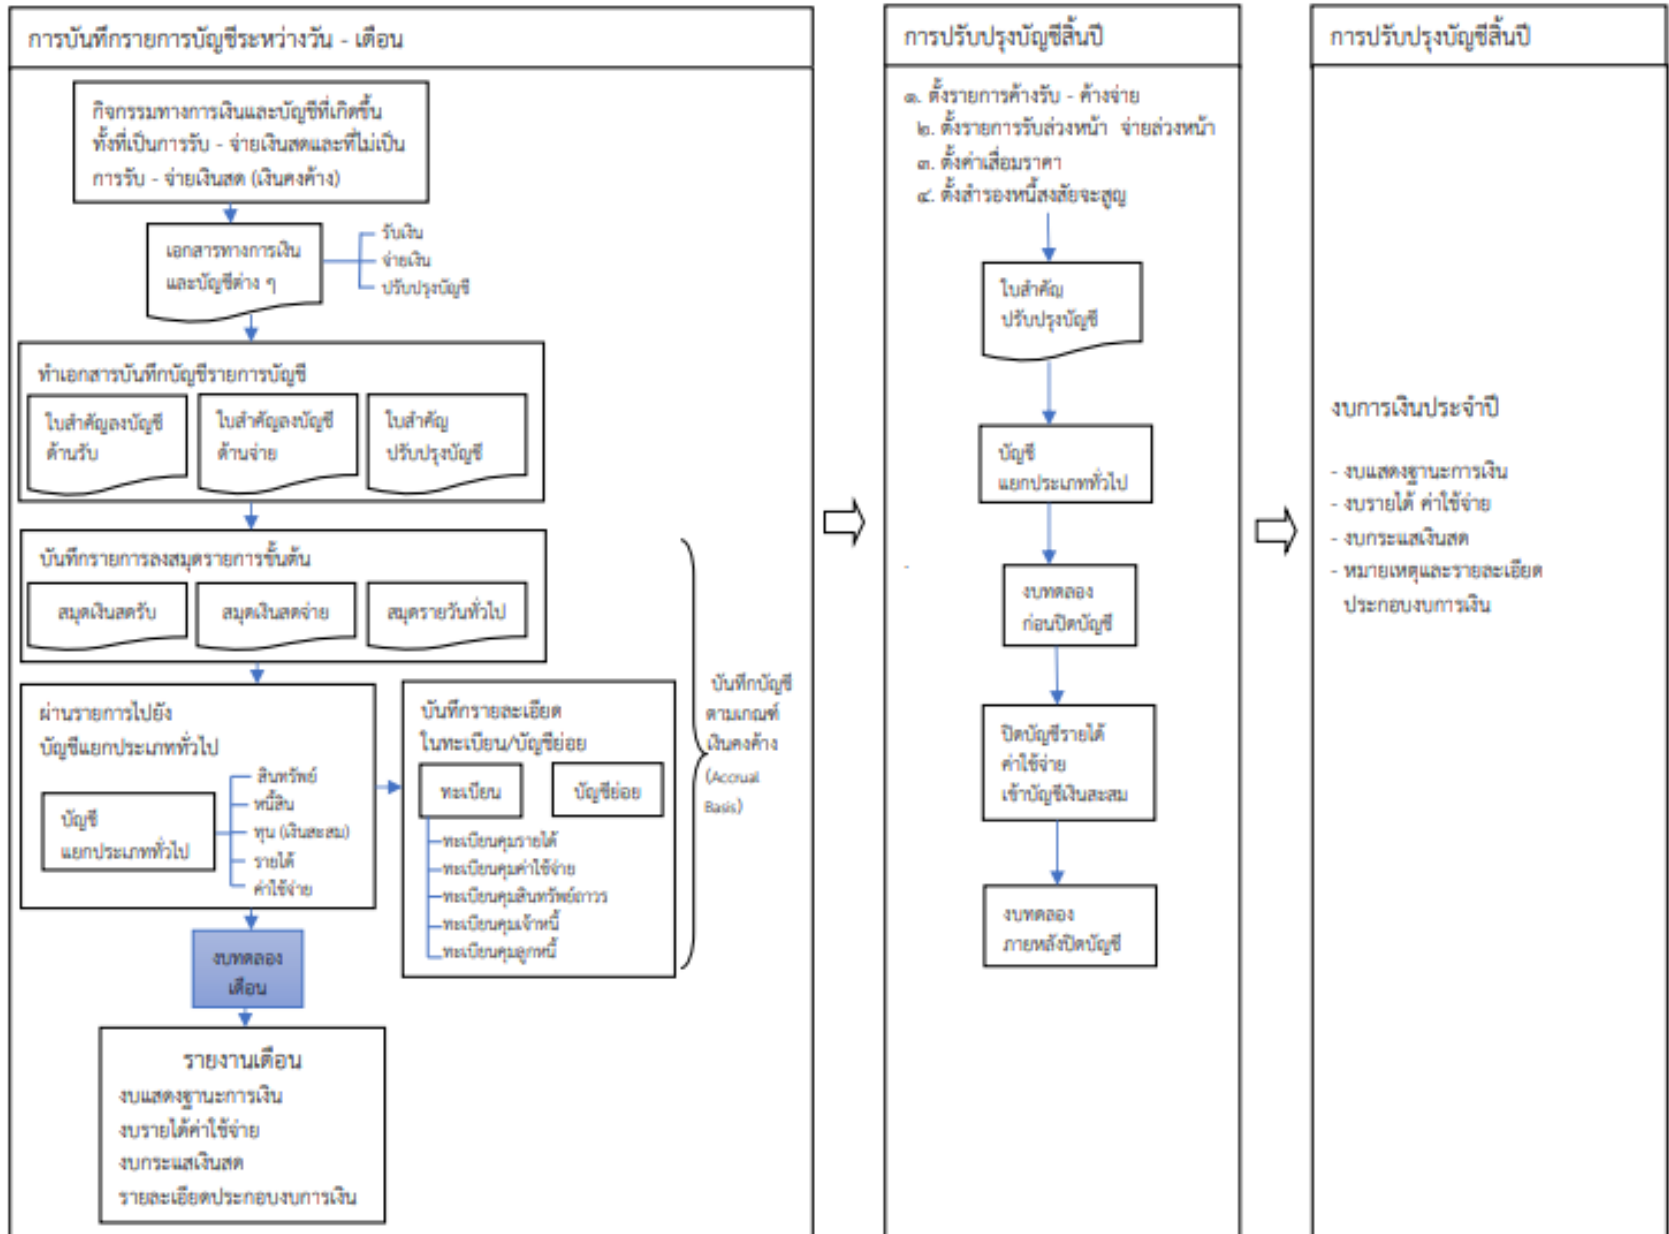 การบันทึกรายการบัญชีระหว่างวัน - เดือน
กิจกรรมทางการเงินและบัญชีที่เกิดขึ้น
ทั้งที่เป็นการรับ - จ่ายเงินสดและที่ไม่เป็น
การรับ - จ่ายเงินสด (เงินคงค้าง)
เอกสารทางการเงิน
และบัญชีต่าง ๆ
รับเงิน
จ่ายเงิน
ปรับปรุงบัญชี
ทำเอกสารบันทึกบัญชีรายการบัญชี
ใบสำคัญลงบัญชี
ด้านรับ
ใบสำคัญลงบัญชี
ด้านจ่าย
ใบสำคัญ
ปรับปรุงบัญชี
บันทึกรายการลงสมุดรายการขั้นต้น
สมุดเงินสดรับ
สมุดเงินสดจ่าย
สมุดรายวันทั่วไป
ผ่านรายการไปยัง
บัญชีแยกประเภททั่วไป
บัญชี
แยกประเภททั่วไป
สินทรัพย์
หนี้สิน
ทุน (เงินสะสม)
รายได้
ค่าใช้จ่าย
บันทึกรายละเอียด
ในทะเบียน/บัญชีย่อย
ทะเบียน
บัญชีย่อย
ทะเบียนคุมรายได้
ทะเบียนคุมค่าใช้จ่าย
ทะเบียนคุมสินทรัพย์ถาวร
ทะเบียนคุมเจ้าหนี้
ทะเบียนคุมลูกหนี้
บันทึกบัญชี
ตามเกณฑ์
เงินคงค้าง
(Accrual
Basis)
งบทดลอง
เดือน
รายงานเดือน
งบแสดงฐานะการเงิน
งบรายได้ค่าใช้จ่าย
งบกระแสเงินสด
รายละเอียดประกอบงบการเงิน
การปรับปรุงบัญชีสิ้นปี
๑. ตั้งรายการค้างรับ - ค้างจ่าย
๒. ตั้งรายการรับล่วงหน้า จ่ายล่วงหน้า
๓. ตั้งค่าเสื่อมราคา
๔. ตั้งสำรองหนี้สงสัยจะสูญ
ใบสำคัญ
ปรับปรุงบัญชี
บัญชี
แยกประเภททั่วไป
งบทดลอง
ก่อนปิดบัญชี
ปิดบัญชีรายได้
ค่าใช้จ่าย
เข้าบัญชีเงินสะสม
งบทดลอง
ภายหลังปิดบัญชี
การปรับปรุงบัญชีสิ้นปี
งบการเงินประจำปี
- งบแสดงฐานะการเงิน
- งบรายได้ ค่าใช้จ่าย
- งบกระแสเงินสด
- หมายเหตุและรายละเอียด
ประกอบงบการเงิน